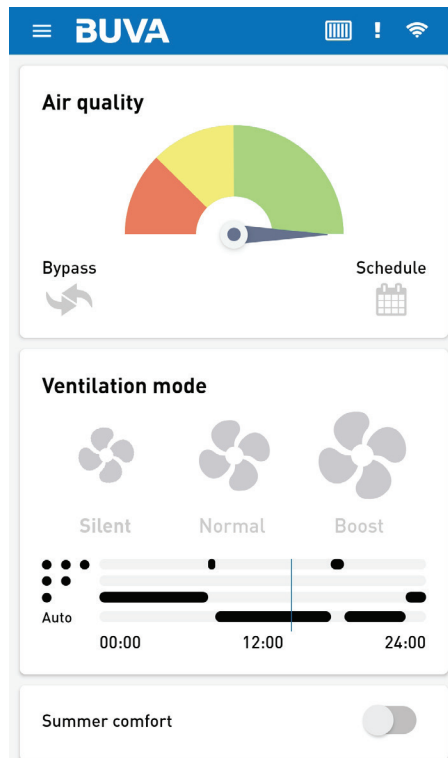 BUVA
Air quality
Bypass
Schedule
Ventilation mode
Silent Normal Boost
Auto
00:00 12:00 24:00
Summer comfort